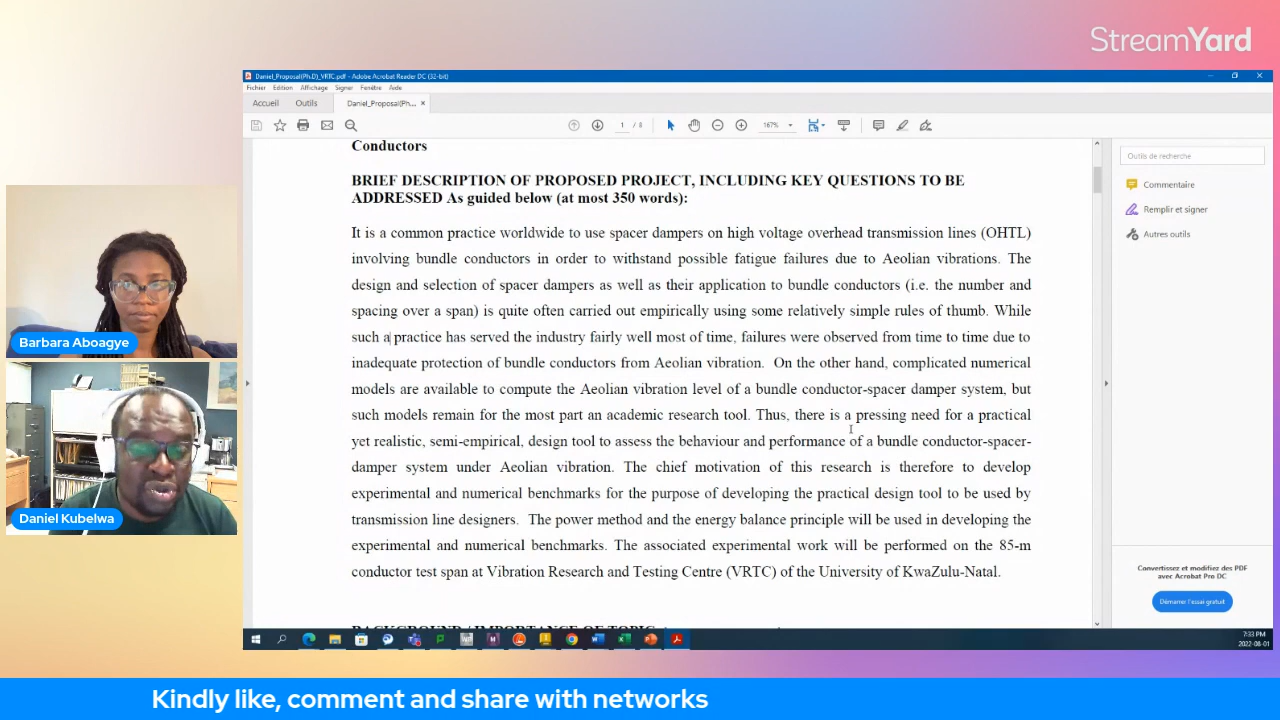 StreamYard
Daniel_Proposal(Ph.D)_VRTC.pdf - Adobe Acrobat Reader DC (32-bit)
Fichier Edition Affichage Signer Fenêtre Aide
Accueil Outils Daniel_Proposal(Ph... ×
1 / 8 167%
Conductors
BRIEF DESCRIPTION OF PROPOSED PROJECT, INCLUDING KEY QUESTIONS TO BE
ADDRESSED As guided below (at most 350 words):
It is a common practice worldwide to use spacer dampers on high voltage overhead transmission lines (OHTL)
involving bundle conductors in order to withstand possible fatigue failures due to Aeolian vibrations. The
design and selection of spacer dampers as well as their application to bundle conductors (i.e. the number and
spacing over a span) is quite often carried out empirically using some relatively simple rules of thumb. While
such a practice has served the industry fairly well most of time, failures were observed from time to time due to
inadequate protection of bundle conductors from Aeolian vibration. On the other hand, complicated numerical
models are available to compute the Aeolian vibration level of a bundle conductor-spacer damper system, but
such models remain for the most part an academic research tool. Thus, there is a pressing need for a practical
yet realistic, semi-empirical, design tool to assess the behaviour and performance of a bundle conductor-spacer-
damper system under Aeolian vibration. The chief motivation of this research is therefore to develop
experimental and numerical benchmarks for the purpose of developing the practical design tool to be used by
transmission line designers. The power method and the energy balance principle will be used in developing the
experimental and numerical benchmarks. The associated experimental work will be performed on the 85-m
conductor test span at Vibration Research and Testing Centre (VRTC) of the University of KwaZulu-Natal.
BACKGROUND / IMPORTANCE OF TOPIC
Outils de recherche
Commentaire
Remplir et signer
Autres outils
Convertissez et modifiez des PDF
avec Acrobat Pro DC
Démarrer l'essai gratuit
7:33 PM
2022-08-01
Barbara Aboagye
Daniel Kubelwa
Kindly like, comment and share with networks